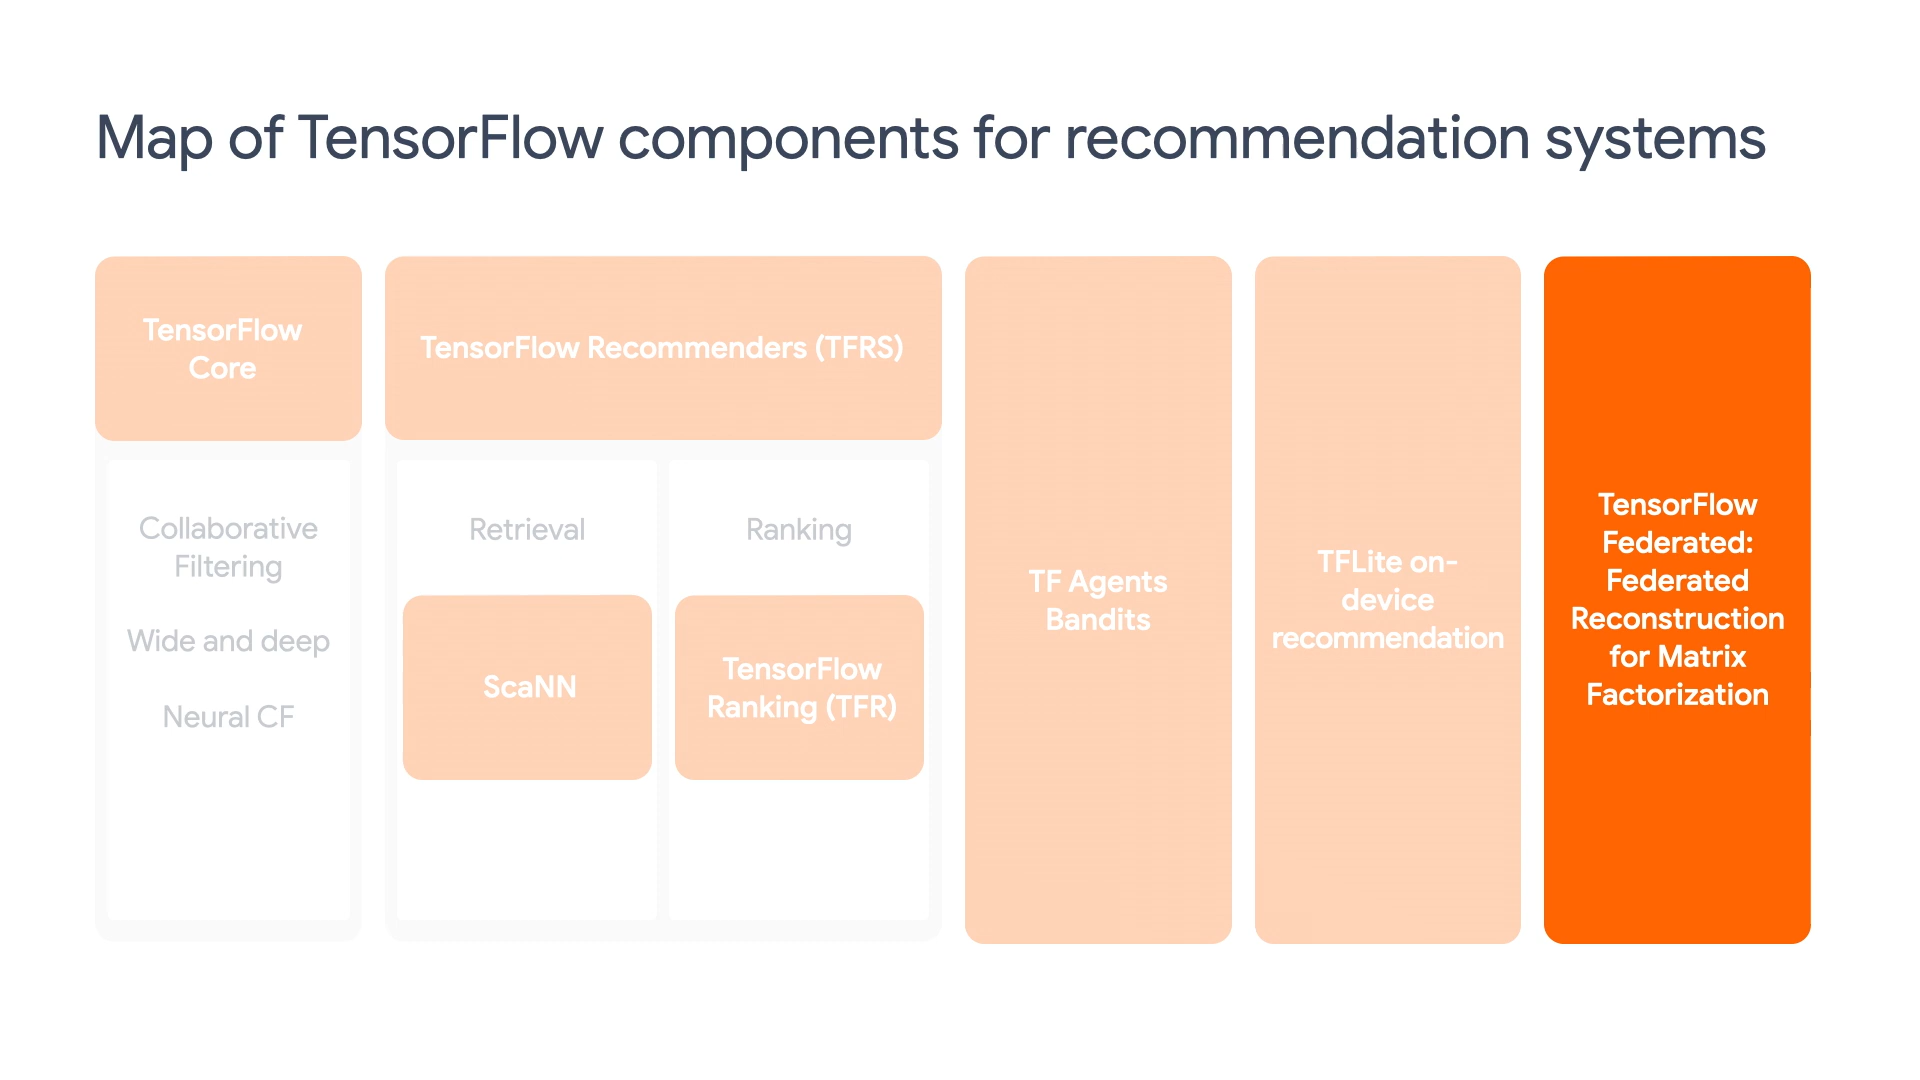 Map of TensorFlow components for recommendation systems
TensorFlow
Core
Collaborative
Filtering
Wide and deep
Neural CF
TensorFlow Recommenders (TFRS)
Retrieval
ScaNN
Ranking
TensorFlow
Ranking (TFR)
TF Agents
Bandits
TFLite on-
device
recommendation
TensorFlow
Federated:
Federated
Reconstruction
for Matrix
Factorization